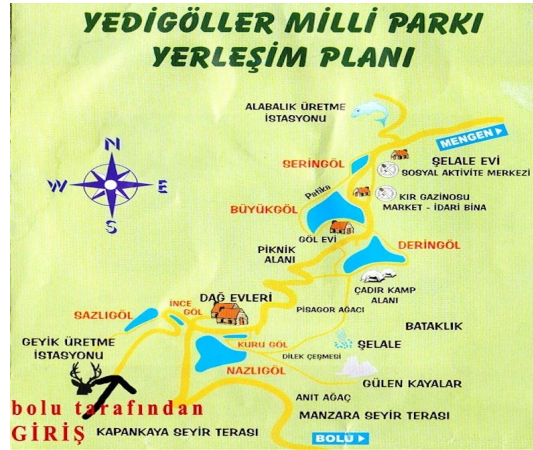 YEDİGÖLLER MİLLİ PARKI
YERLEŞİM PLANI
ALABALIK ÜRETME
İSTASYONU
MENGEN
N
W
E
S
SERİNGÖL
ŞELALE EVİ
SOSYAL AKTİVİTE MERKEZİ
Patika
KIR GAZİNOSU
MARKET - İDARİ BİNA
BÜYÜKGÖL
GÖL EVİ
DERİNGÖL
PİKNİK
ALANI
ÇADIR KAMP
ALANI
DAĞ EVLERİ
İNCE
GÖL
PİSAGOR AĞACI
SAZLIGÖL
BATAKLIK
GEYİK ÜRETME
İSTASYONU
KURU GÖL
ŞELALE
DİLEK ÇEŞMESİ
NAZLIGÖL
GÜLEN KAYALAR
ANIT AĞAÇ
bolu tarafından
GİRİŞ
MANZARA SEYİR TERASI
KAPANKAYA SEYİR TERASI
BOLU